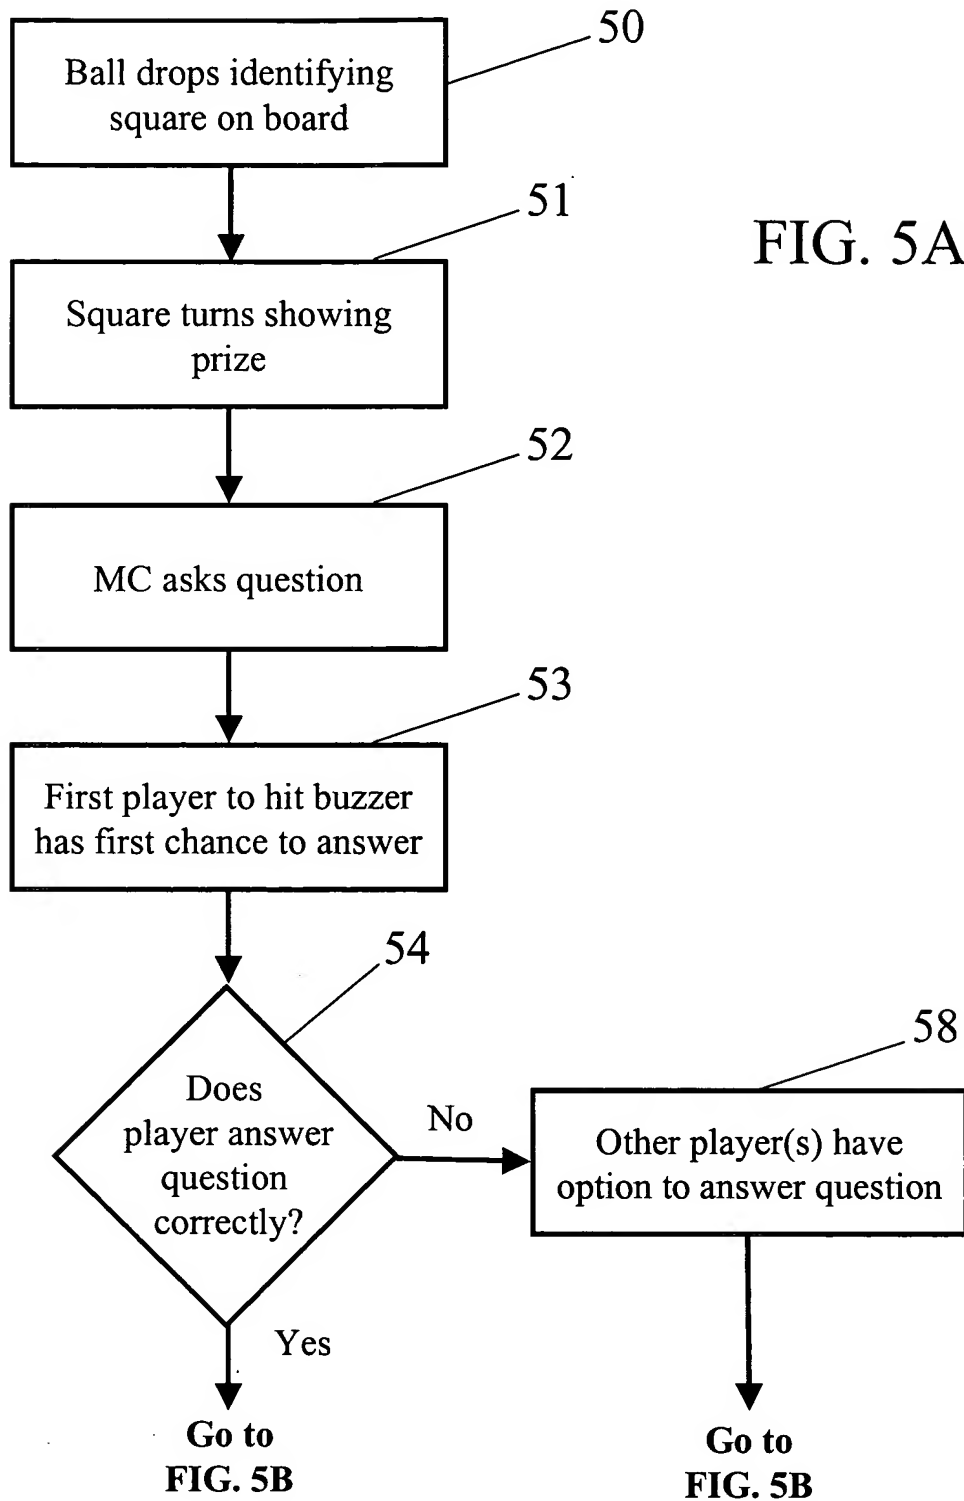 50
Ball drops identifying
square on board
51
FIG. 5A
Square turns showing
prize
52
MC asks question
53
First player to hit buzzer
has first chance to answer
54
58
Does
player answer
question
correctly?
No
Other player(s) have
option to answer question
Yes
Go to
FIG. 5B
Go to
FIG. 5B